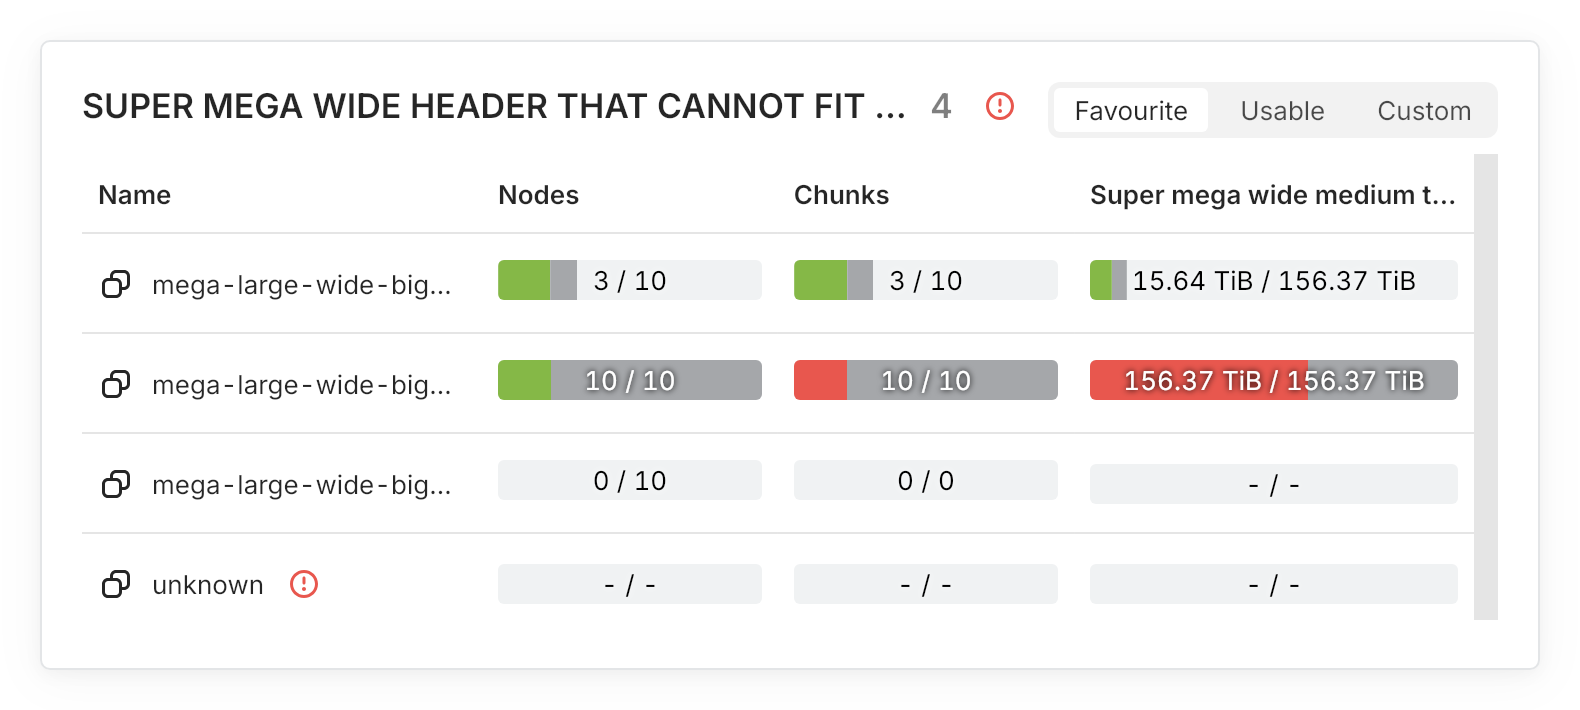 SUPER MEGA WIDE HEADER THAT CANNOT FIT ... 4 Favourite Usable Custom
Name Nodes Chunks Super mega wide medium t...
mega-large-wide-big... 3 / 10 3 / 10 15.64 TiB / 156.37 TiB
mega-large-wide-big... 10 / 10 10 / 10 156.37 TiB / 156.37 TiB
mega-large-wide-big... 0 / 10 0 / 0 - / -
unknown - / - - / - - / -